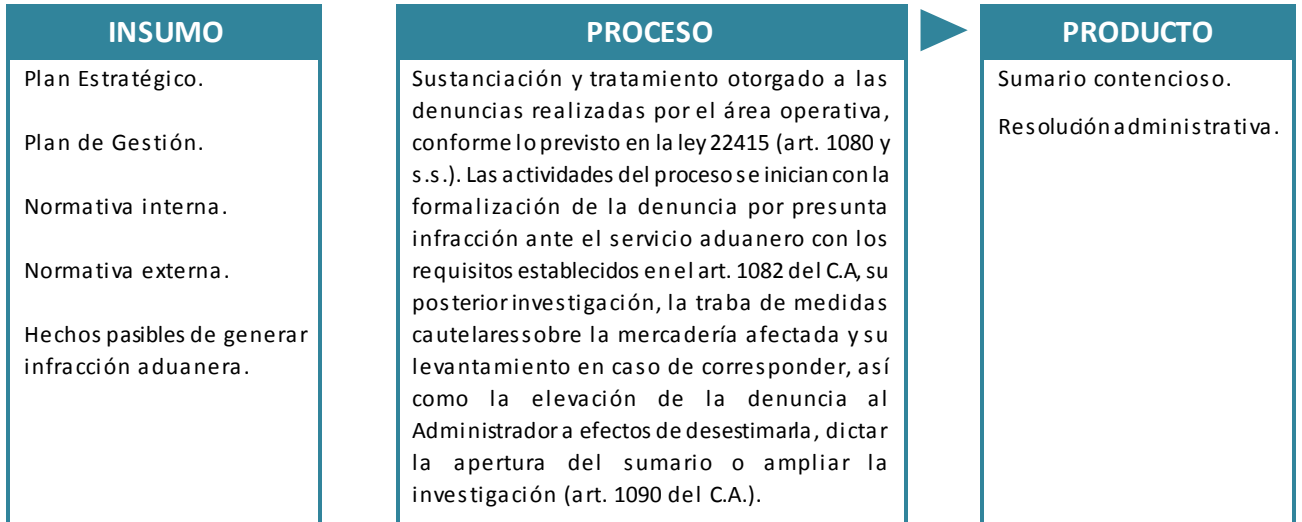 INSUMO
Plan Estratégico.
Plan de Gestión.
Normativa interna.
Normativa externa.
Hechos pasibles de generar
infracción aduanera.
PROCESO
Sustanciación y tratamiento otorgado a las
denuncias realizadas por el área operativa,
conforme lo previsto en la ley 22415 (art. 1080 y
s.s.). Las actividades del proceso se inician con la
formalización de la denuncia por presunta
infracción ante el servicio aduanero con los
requisitos establecidos en el art. 1082 del C.A, su
posterior investigación, la traba de medidas
cautelares sobre la mercadería afectada y su
levantamiento en caso de corresponder, así
como la elevación de la denuncia al
Administrador a efectos de desestimarla, dictar
la apertura del sumario o ampliar la
investigación (art. 1090 del C.A.).
PRODUCTO
Sumario contencioso.
Resolución administrativa.